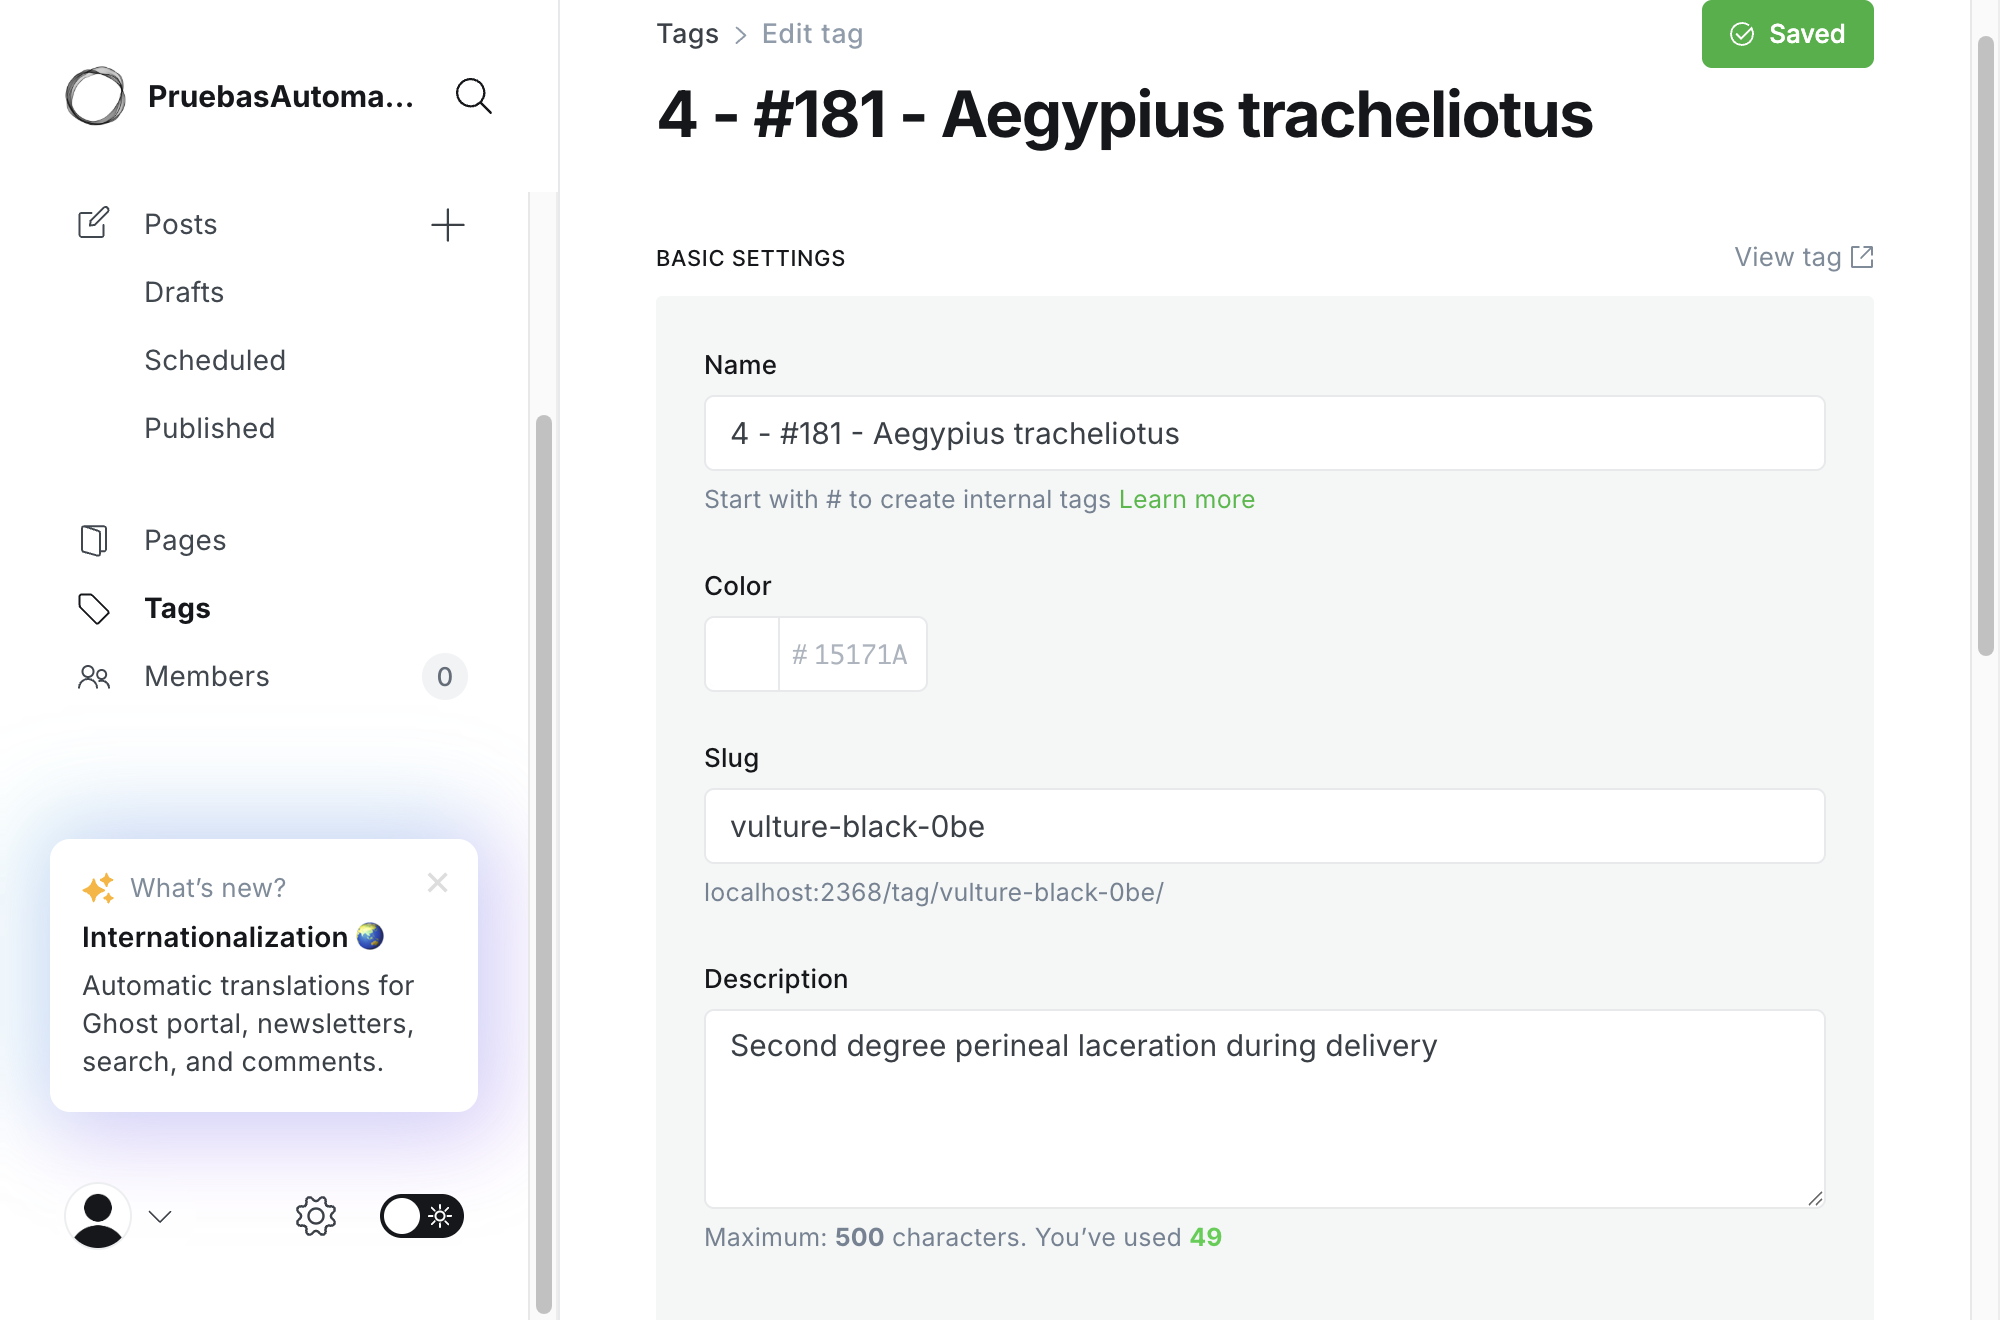 PruebasAutoma...
Posts
Drafts
Scheduled
Published
Pages
Tags
Members
0
What's new?
Internationalization
Automatic translations for
Ghost portal, newsletters,
search, and comments.
Tags > Edit tag
Saved
4 - #181 - Aegypius tracheliotus
BASIC SETTINGS
View tag
Name
4 - #181 - Aegypius tracheliotus
Start with # to create internal tags Learn more
Color
# 15171A
Slug
vulture-black-0be
localhost:2368/tag/vulture-black-0be/
Description
Second degree perineal laceration during delivery
Maximum: 500 characters. You've used 49